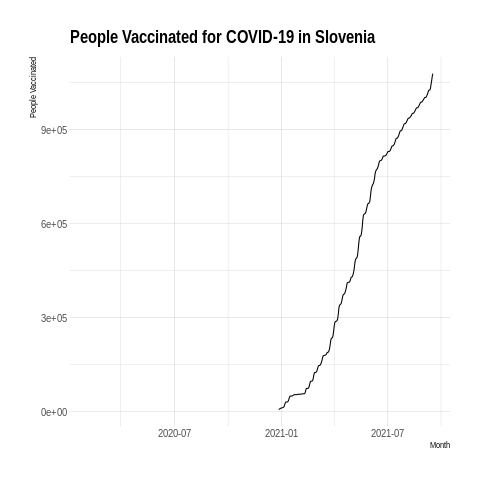 People Vaccinated for COVID-19 in Slovenia
People Vaccinated
9e+05
6e+05
3e+05
0e+00
2020-07 2021-01 2021-07
Month